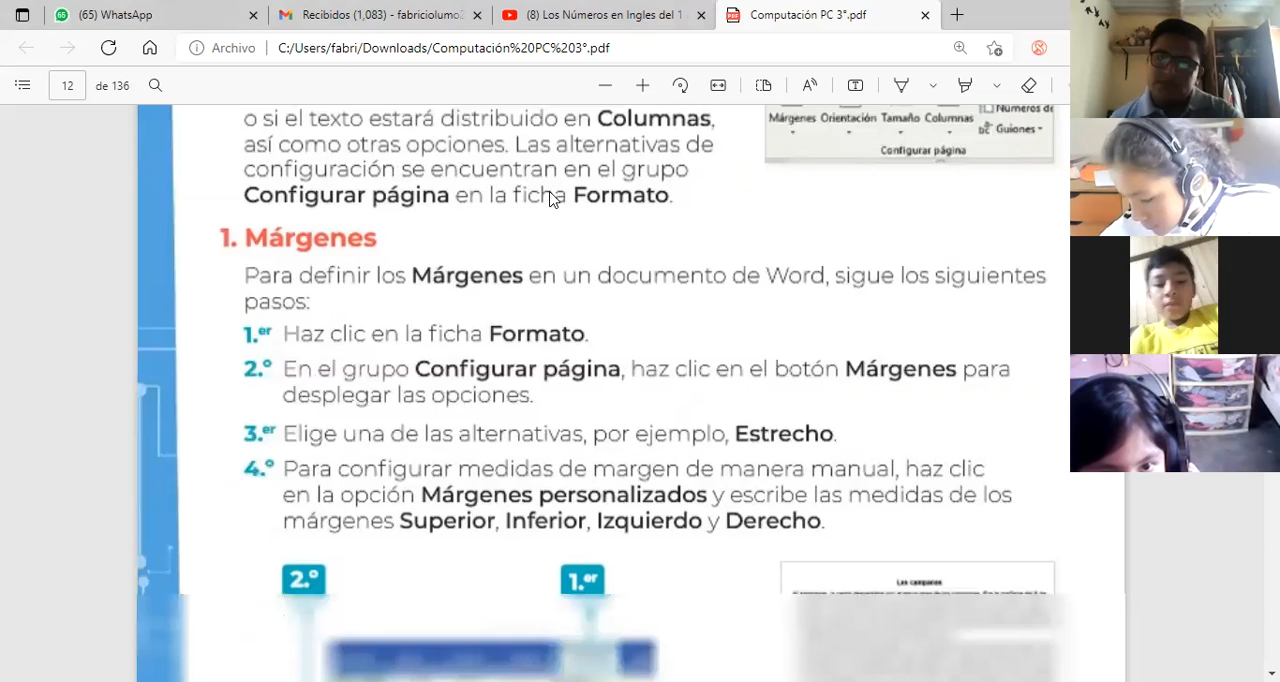 (65) WhatsApp
Recibidos (1,083) - fabriciolumo2
(8) Los Números en Ingles del 1
Computación PC 3°.pdf
Archivo
C:/Users/fabri/Downloads/Computación%20PC%203°.pdf
12
de 136
o si el texto estará distribuido en Columnas,
así como otras opciones. Las alternativas de
configuración se encuentran en el grupo
Configurar página en la ficha Formato.
Márgenes Orientación Tamaño Columnas
Números de
Guiones
Configurar página
1. Márgenes
Para definir los Márgenes en un documento de Word, sigue los siguientes
pasos:
1.er Haz clic en la ficha Formato.
2.º En el grupo Configurar página, haz clic en el botón Márgenes para
desplegar las opciones.
3.er Elige una de las alternativas, por ejemplo, Estrecho.
4.º Para configurar medidas de margen de manera manual, haz clic
en la opción Márgenes personalizados y escribe las medidas de los
márgenes Superior, Inferior, Izquierdo y Derecho.
2.º
1.er
Las campanas